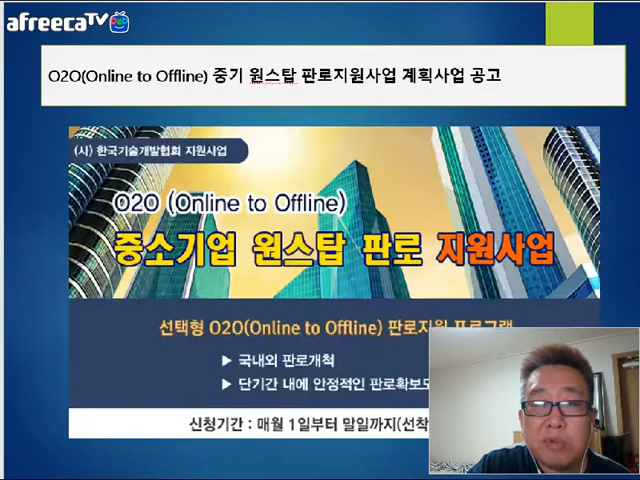 afreecaTV
O2O(Online to Offline) 중기 원스탑 판로지원사업 계획사업 공고
(사) 한국기술개발협회 지원사업
O2O (Online to Offline)
중소기업 원스탑 판로 지원사업
선택형 O2O(Online to Offline) 판로지원 프로그램
▶ 국내외 판로개척
▶ 단기간 내에 안정적인 판로확보
신청기간 : 매월 1일부터 말일까지(선착